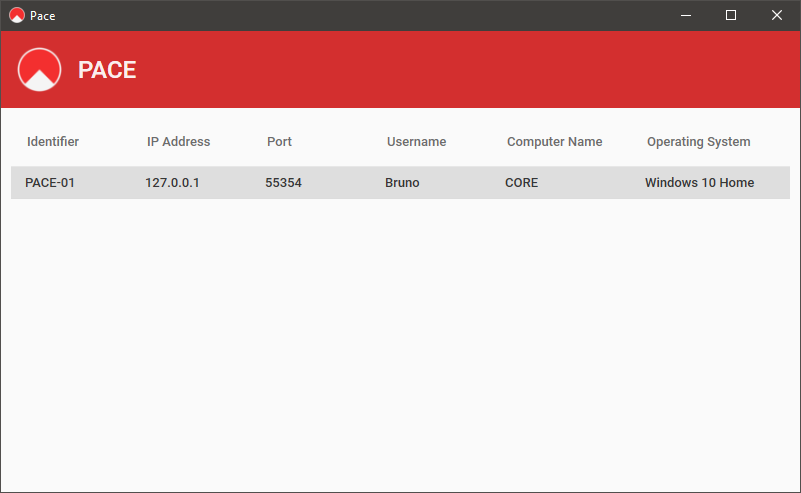 Pace
PACE
Identifier IP Address Port Username Computer Name Operating System
PACE-01 127.0.0.1 55354 Bruno CORE Windows 10 Home